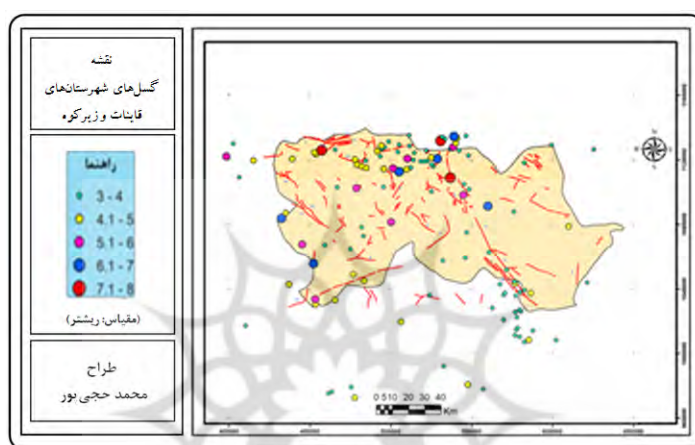 نقشه
گسل‌های شهرستان‌های
قاینات و زیرکوه
راهنما
3 - 4
4.1 - 5
5.1 - 6
6.1 - 7
7.1 - 8
(مقیاس: ریشتر)
طراح
محمد حجی پور
0 5 10 20 30 40
Km